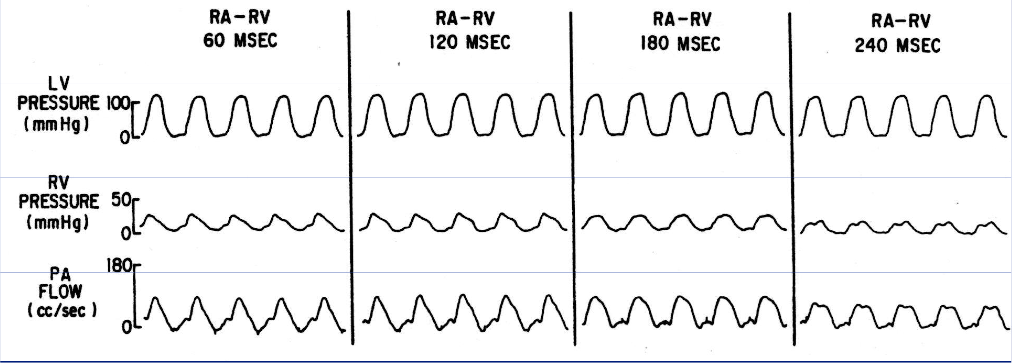 RA-RV
60 MSEC
RA-RV
120 MSEC
RA-RV
180 MSEC
RA-RV
240 MSEC
LV
PRESSURE
(mmHg)
100
0
RV
PRESSURE
(mmHg)
50
0
PA
FLOW
(cc/sec)
180
0